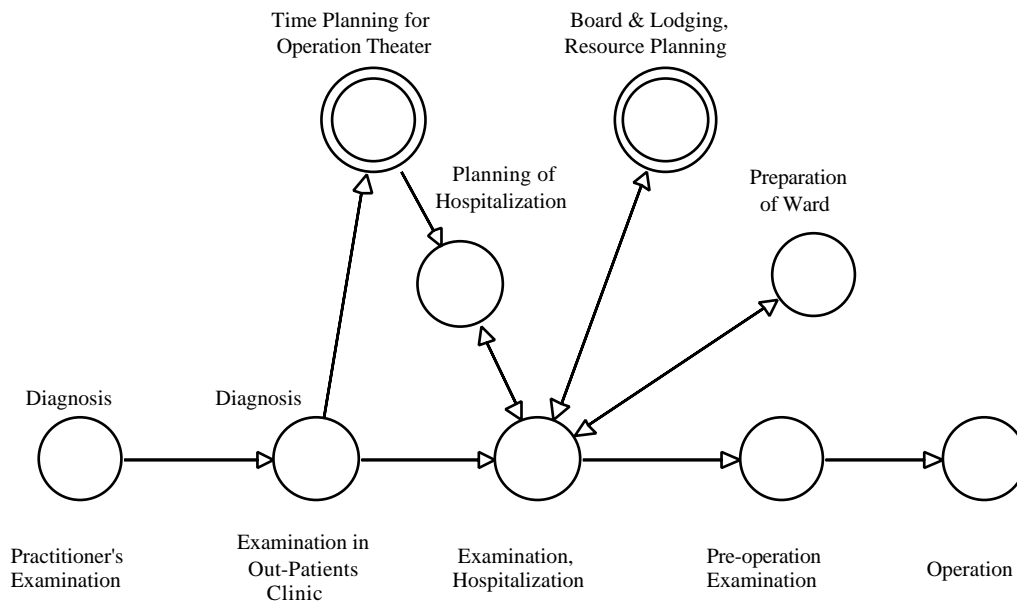 Time Planning for
Operation Theater
Board & Lodging,
Resource Planning
Planning of
Hospitalization
Preparation
of Ward
Diagnosis
Diagnosis
Practitioner's
Examination
Examination in
Out-Patients
Clinic
Examination,
Hospitalization
Pre-operation
Examination
Operation